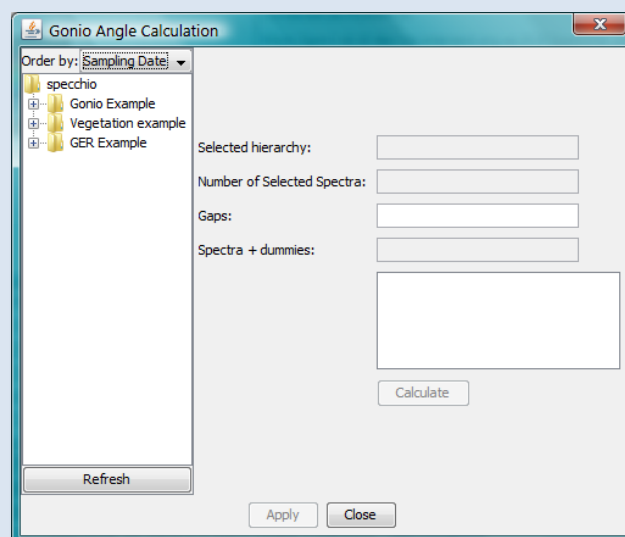 Gonio Angle Calculation
Order by: Sampling Date
specchio
Gonio Example
Vegetation example
GER Example
Selected hierarchy:
Number of Selected Spectra:
Gaps:
Spectra + dummies:
Calculate
Refresh
Apply
Close